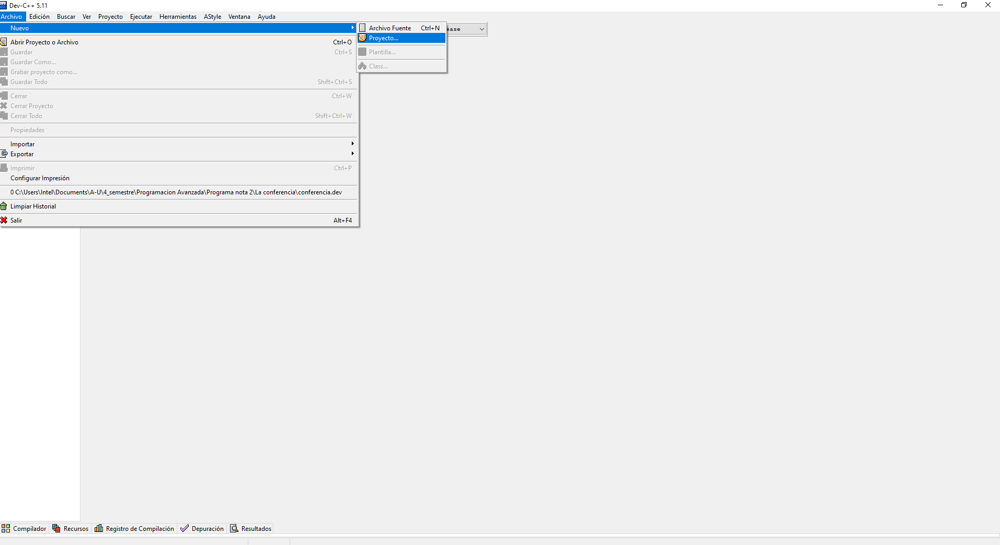 Dev-C++ 5.11
Archivo Edición Buscar Ver Proyecto Ejecutar Herramientas AStyle Ventana Ayuda
Nuevo
Archivo Fuente Ctrl+N
Proyecto...
Plantilla...
Class...
Abrir Proyecto o Archivo Ctrl+O
Guardar Ctrl+S
Guardar Como...
Grabar proyecto como...
Guardar Todo Shift+Ctrl+S
Cerrar Ctrl+W
Cerrar Proyecto
Cerrar Todo Shift+Ctrl+W
Propiedades
Importar
Exportar
Imprimir Ctrl+P
Configurar Impresión
0 C:\Users\Intel\Documents\A-U\4_semestre\Programacion Avanzada\Programa nota 2\La conferencia\conferencia.dev
Limpiar Historial
Salir Alt+F4
Compilador Recursos Registro de Compilación Depuración Resultados